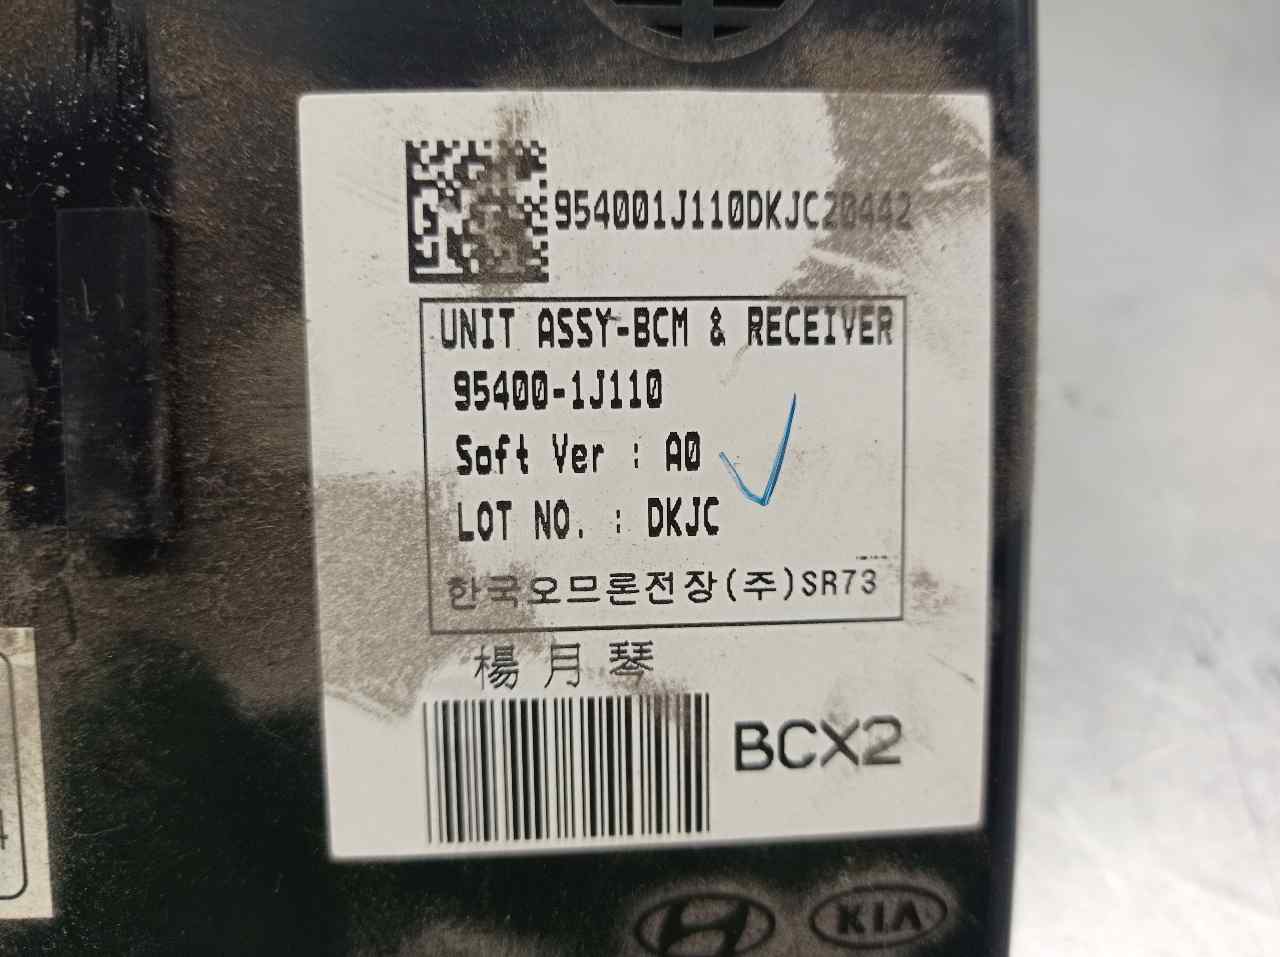 954001J110DKJC20442
UNIT ASSY-BCM & RECEIVER
95400-1J110
Soft Ver : A0
LOT NO. : DKJC
한국오므론전장(주)SR73
楊月琴
BCX2
KIA